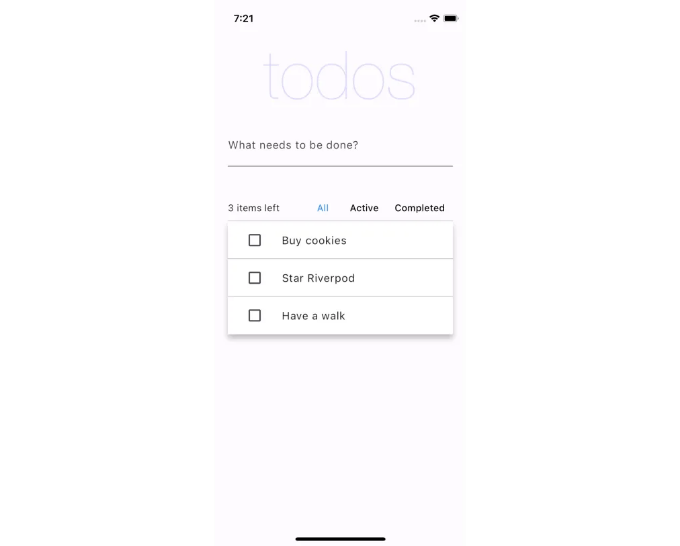 7:21
todos
What needs to be done?
3 items left All Active Completed
Buy cookies
Star Riverpod
Have a walk